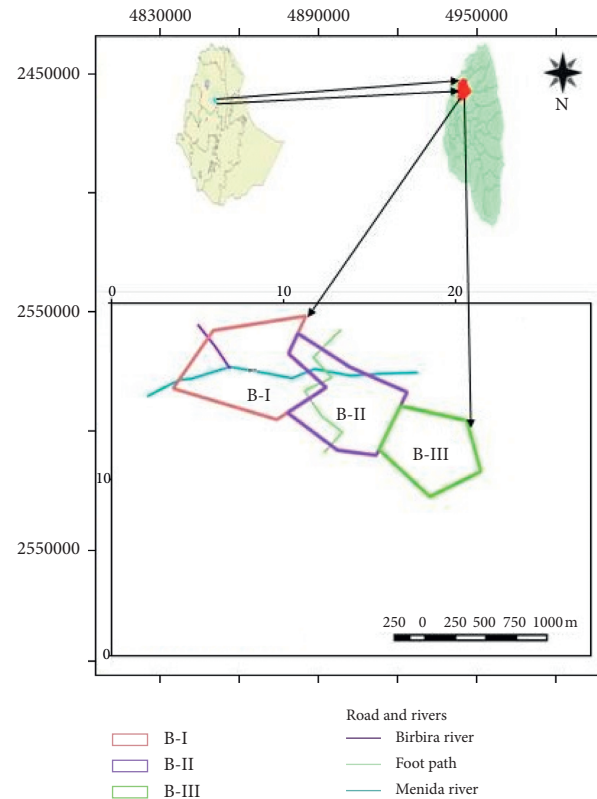 4830000 4890000 4950000
2450000
N
0 10 20
2550000
B-I
B-II
B-III
10
2550000
250 0 250 500 750 1000 m
0
Road and rivers
B-I Birbira river
B-II Foot path
B-III Menida river